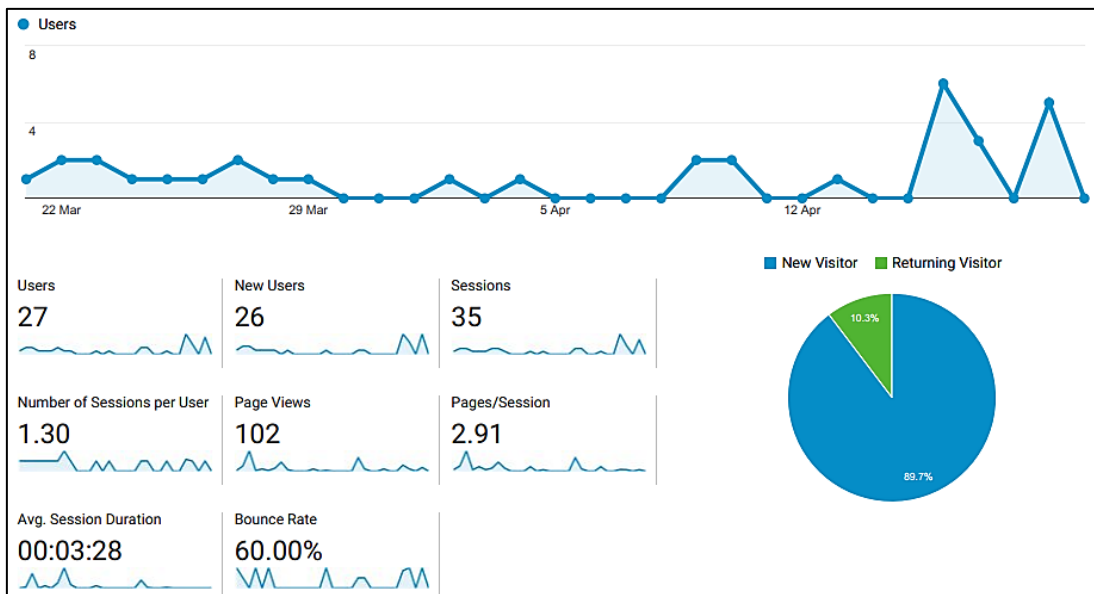 Users
8
4
22 Mar 29 Mar 5 Apr 12 Apr
New Visitor Returning Visitor
Users New Users Sessions
27 26 35
10.3%
Number of Sessions per User Page Views Pages/Session
1.30 102 2.91
89.7%
Avg. Session Duration Bounce Rate
00:03:28 60.00%